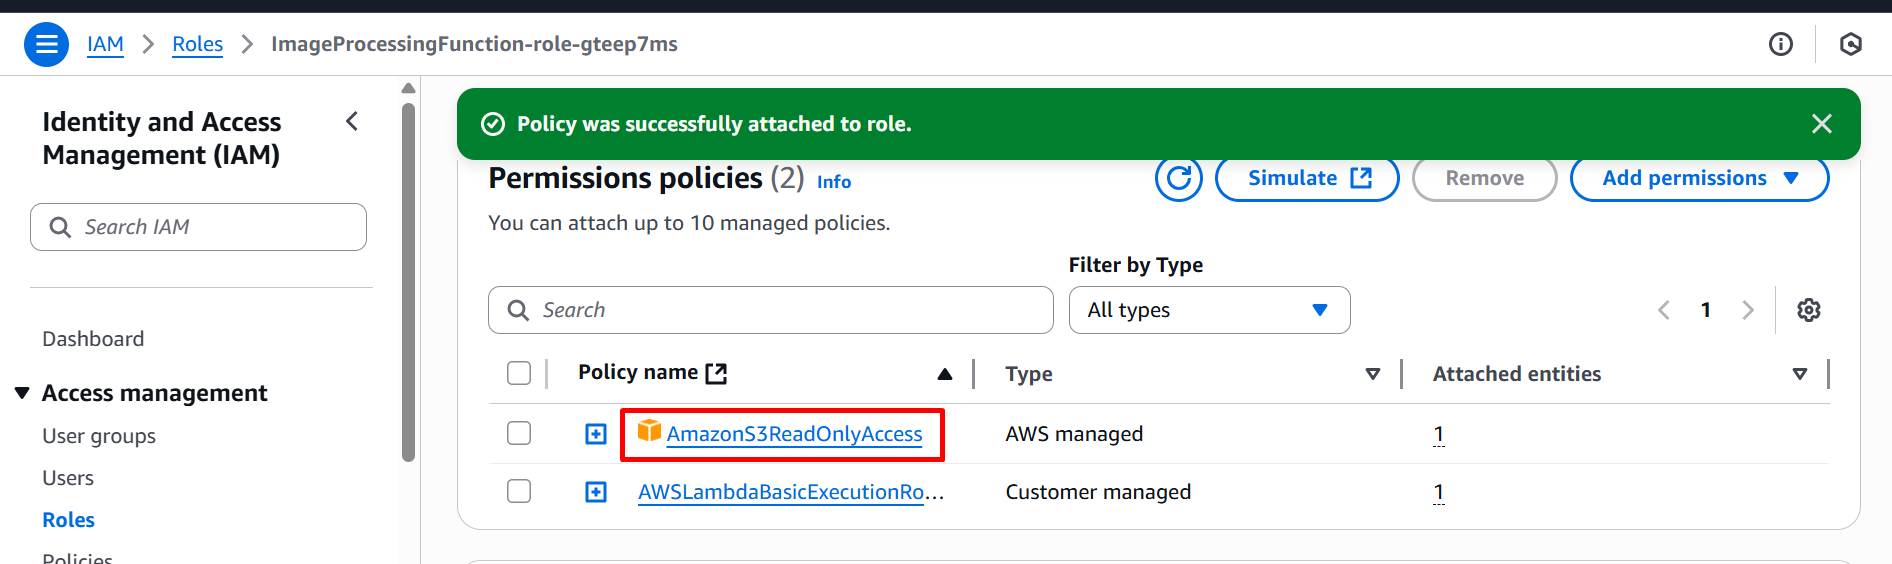 IAM > Roles > ImageProcessingFunction-role-gteep7ms
Identity and Access
Management (IAM)
Search IAM
Dashboard
Access management
User groups
Users
Roles
Policies
Policy was successfully attached to role.
Permissions policies (2) Info
Simulate
Remove
Add permissions
You can attach up to 10 managed policies.
Filter by Type
Search
All types
1
Policy name
Type
Attached entities
AmazonS3ReadOnlyAccess
AWS managed
1
AWSLambdaBasicExecutionRo...
Customer managed
1